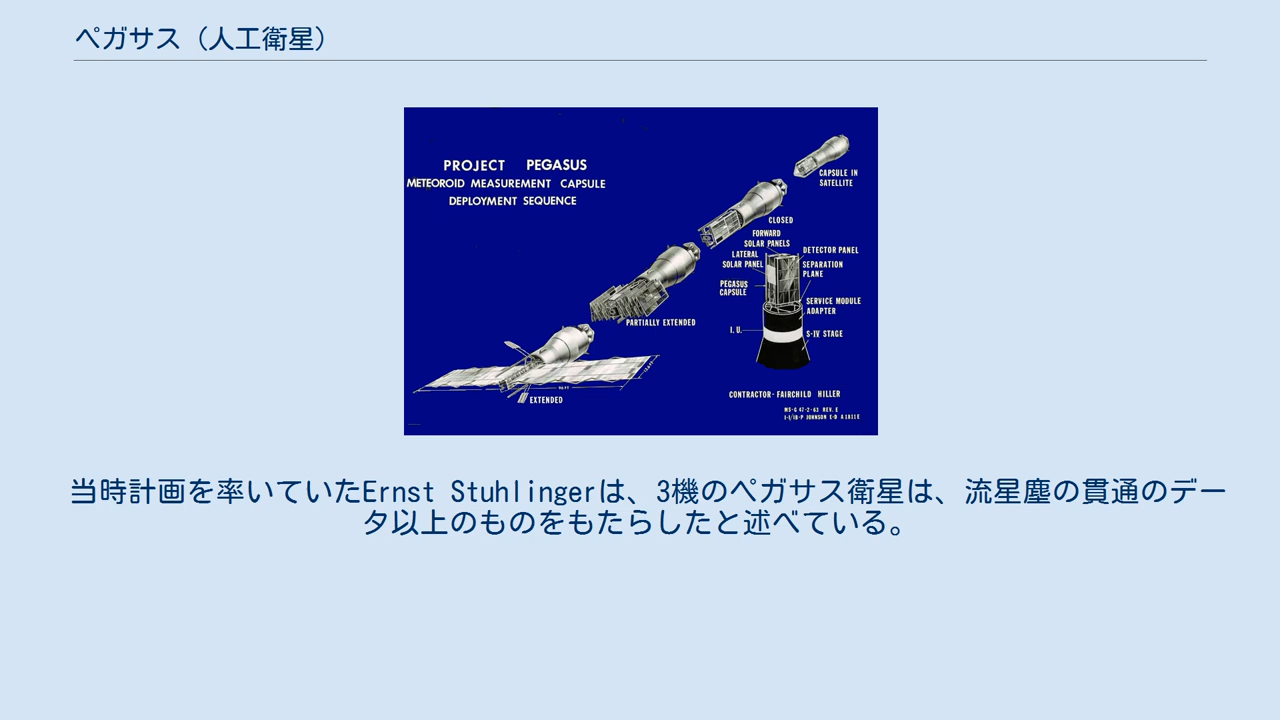 ペガサス（人工衛星）
PROJECT PEGASUS
METEOROID MEASUREMENT CAPSULE
DEPLOYMENT SEQUENCE
CAPSULE IN
SATELLITE
CLOSED
FORWARD
SOLAR PANELS
LATERAL
SOLAR PANEL
DETECTOR PANEL
SEPARATION
PLANE
PEGASUS
CAPSULE
SERVICE MODULE
ADAPTER
I.U.
S-IV STAGE
PARTIALLY EXTENDED
EXTENDED
CONTRACTOR- FAIRCHILD HILLER
MS-G 47-2-63 REV. E
当時計画を率いていたErnst Stuhlingerは、3機のペガサス衛星は、流星塵の貫通のデー
タ以上のものをもたらしたと述べている。